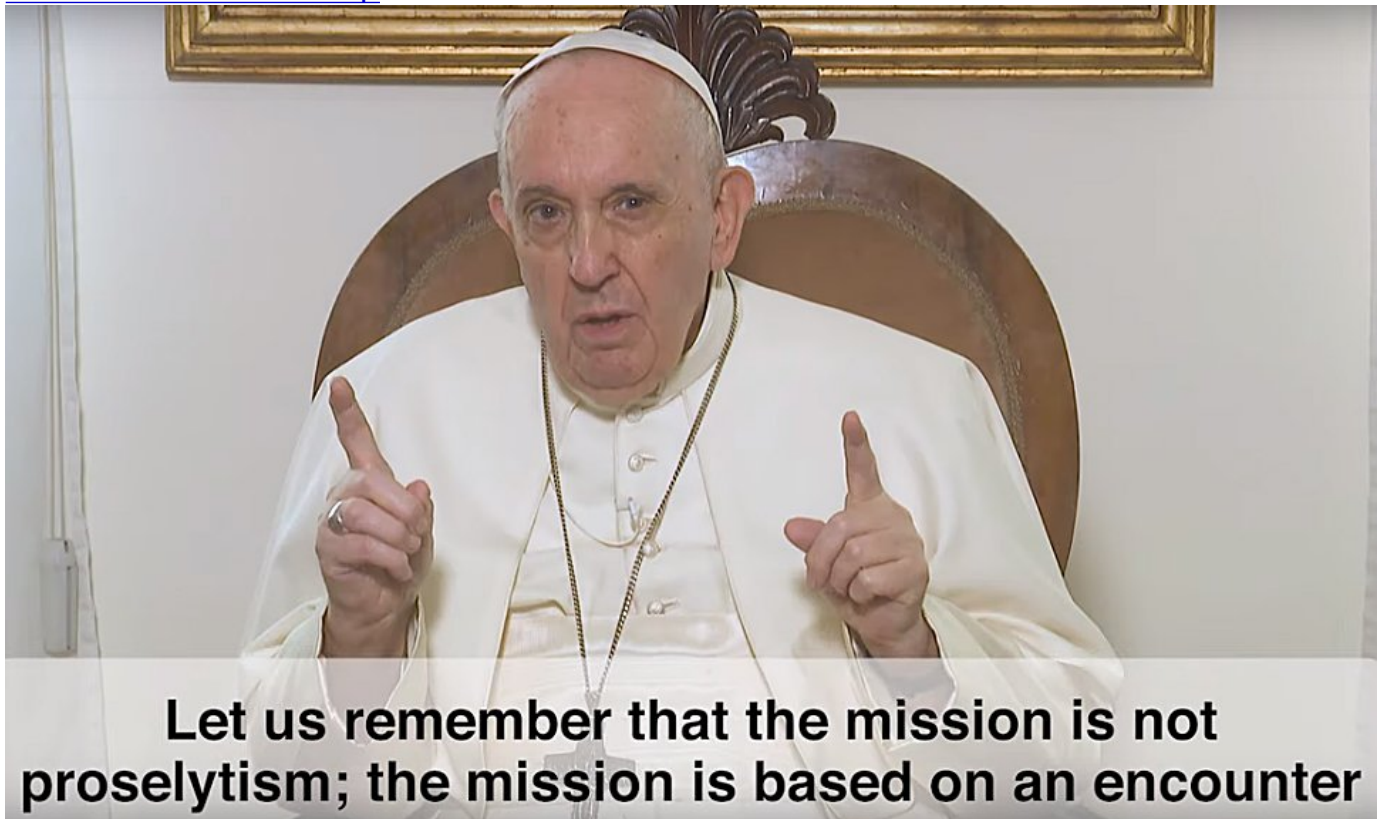 Let us remember that the mission is not
proselytism; the mission is based on an encounter